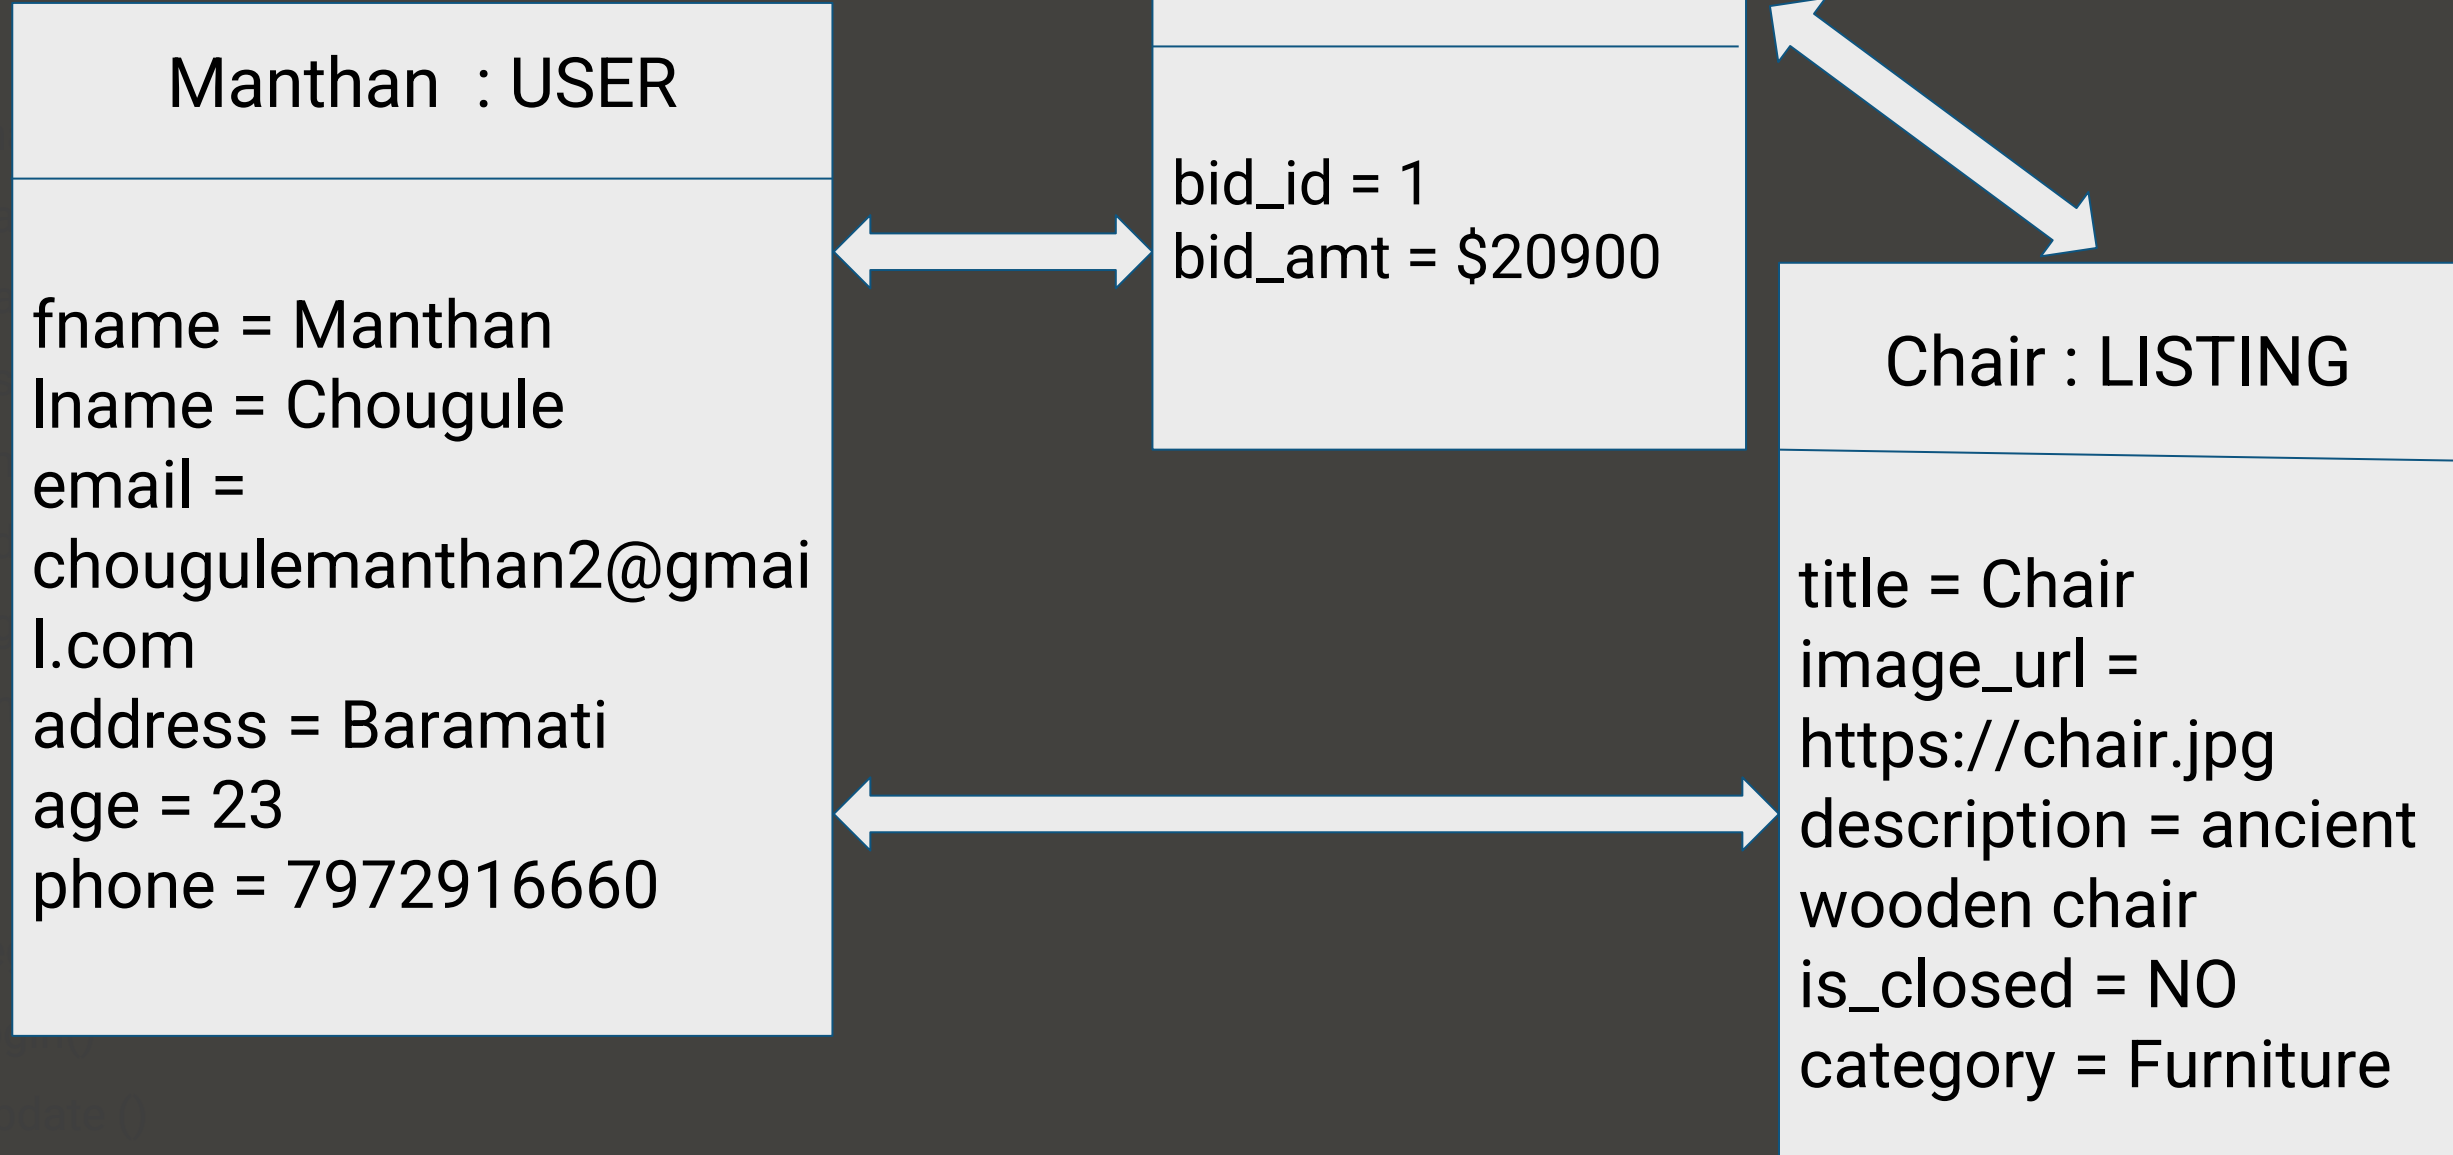 Manthan : USER
fname = Manthan
lname = Chougule
email =
chougulemanthan2@gmai
l.com
address = Baramati
age = 23
phone = 7972916660
bid_id = 1
bid_amt = $20900
Chair : LISTING
title = Chair
image_url =
https://chair.jpg
description = ancient
wooden chair
is_closed = NO
category = Furniture